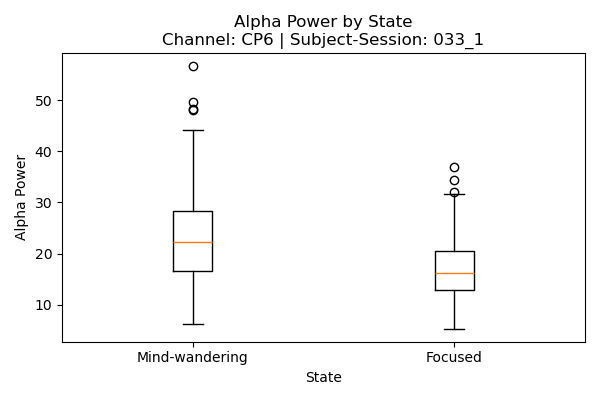 Alpha Power by State
Channel: CP6 | Subject-Session: 033_1
Alpha Power
50
40
30
20
10
Mind-wandering
Focused
State